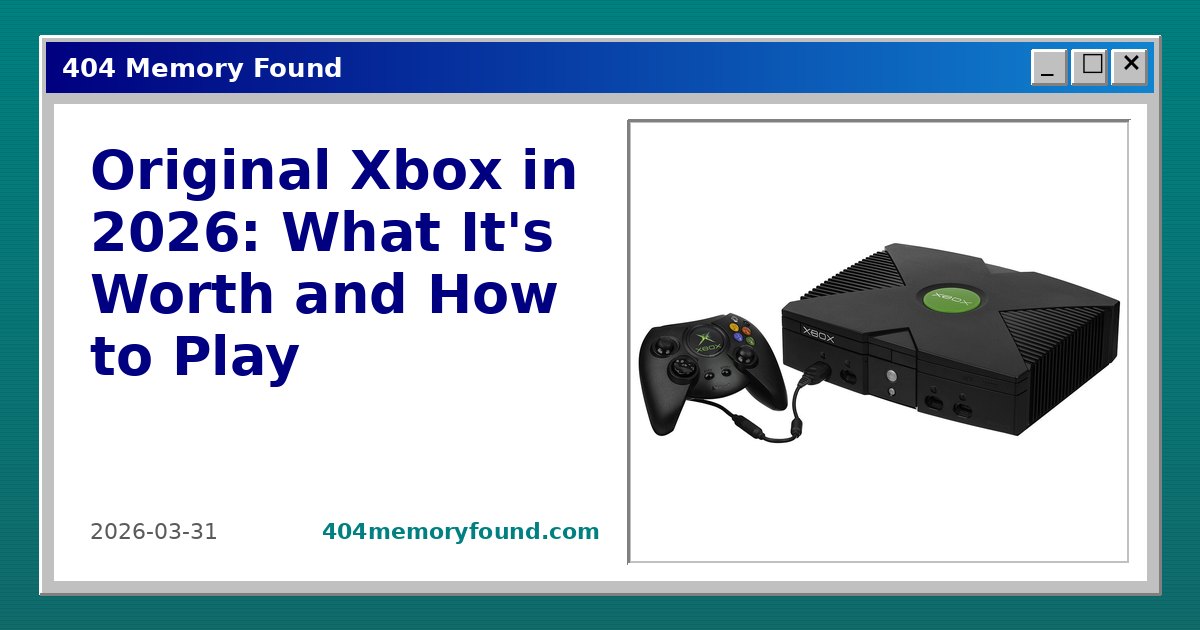 404 Memory Found
Original Xbox in
2026: What It's
Worth and How
to Play
2026-03-31
404memoryfound.com
XBOX
XBOX
XBOX